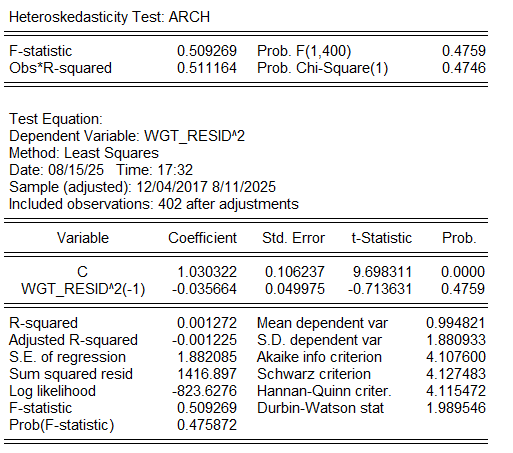 Heteroskedasticity Test: ARCH
F-statistic 0.509269 Prob. F(1,400) 0.4759
Obs*R-squared 0.511164 Prob. Chi-Square(1) 0.4746
Test Equation:
Dependent Variable: WGT_RESID^2
Method: Least Squares
Date: 08/15/25 Time: 17:32
Sample (adjusted): 12/04/2017 8/11/2025
Included observations: 402 after adjustments
Variable Coefficient Std. Error t-Statistic Prob.
C 1.030322 0.106237 9.698311 0.0000
WGT_RESID^2(-1) -0.035664 0.049975 -0.713631 0.4759
R-squared 0.001272 Mean dependent var 0.994821
Adjusted R-squared -0.001225 S.D. dependent var 1.880933
S.E. of regression 1.882085 Akaike info criterion 4.107600
Sum squared resid 1416.897 Schwarz criterion 4.127483
Log likelihood -823.6276 Hannan-Quinn criter. 4.115472
F-statistic 0.509269 Durbin-Watson stat 1.989546
Prob(F-statistic) 0.475872